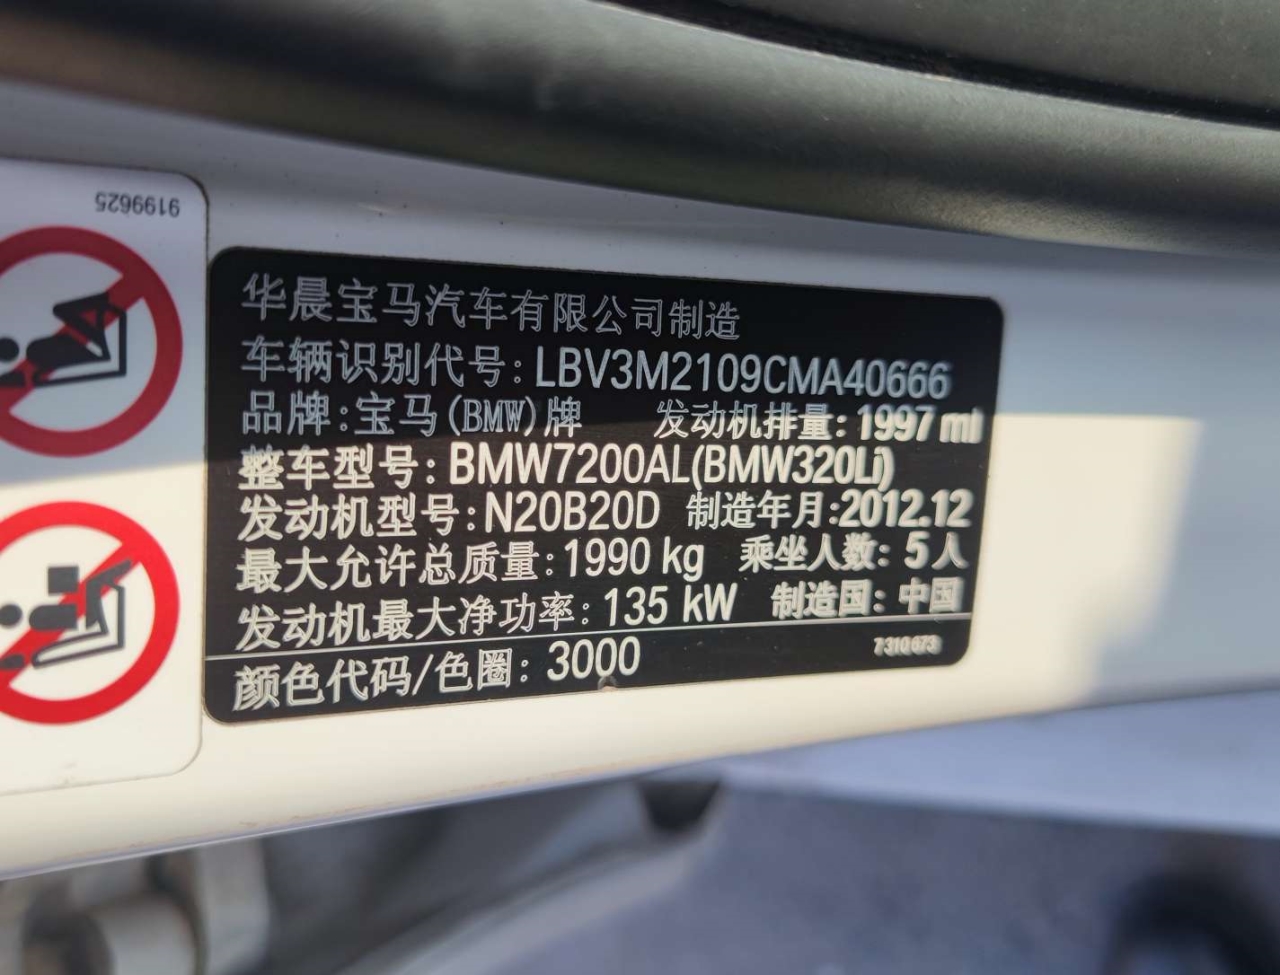 9199625
华晨宝马汽车有限公司制造
车辆识别代号:LBV3M2109CMA40666
品牌:宝马(BMW)牌 发动机排量:1997 ml
整车型号:BMW7200AL(BMW320Li)
发动机型号:N20B20D 制造年月:2012.12
最大允许总质量:1990 kg 乘坐人数:5人
发动机最大净功率:135 kW 制造国:中国
颜色代码/色圈:3000 7310673